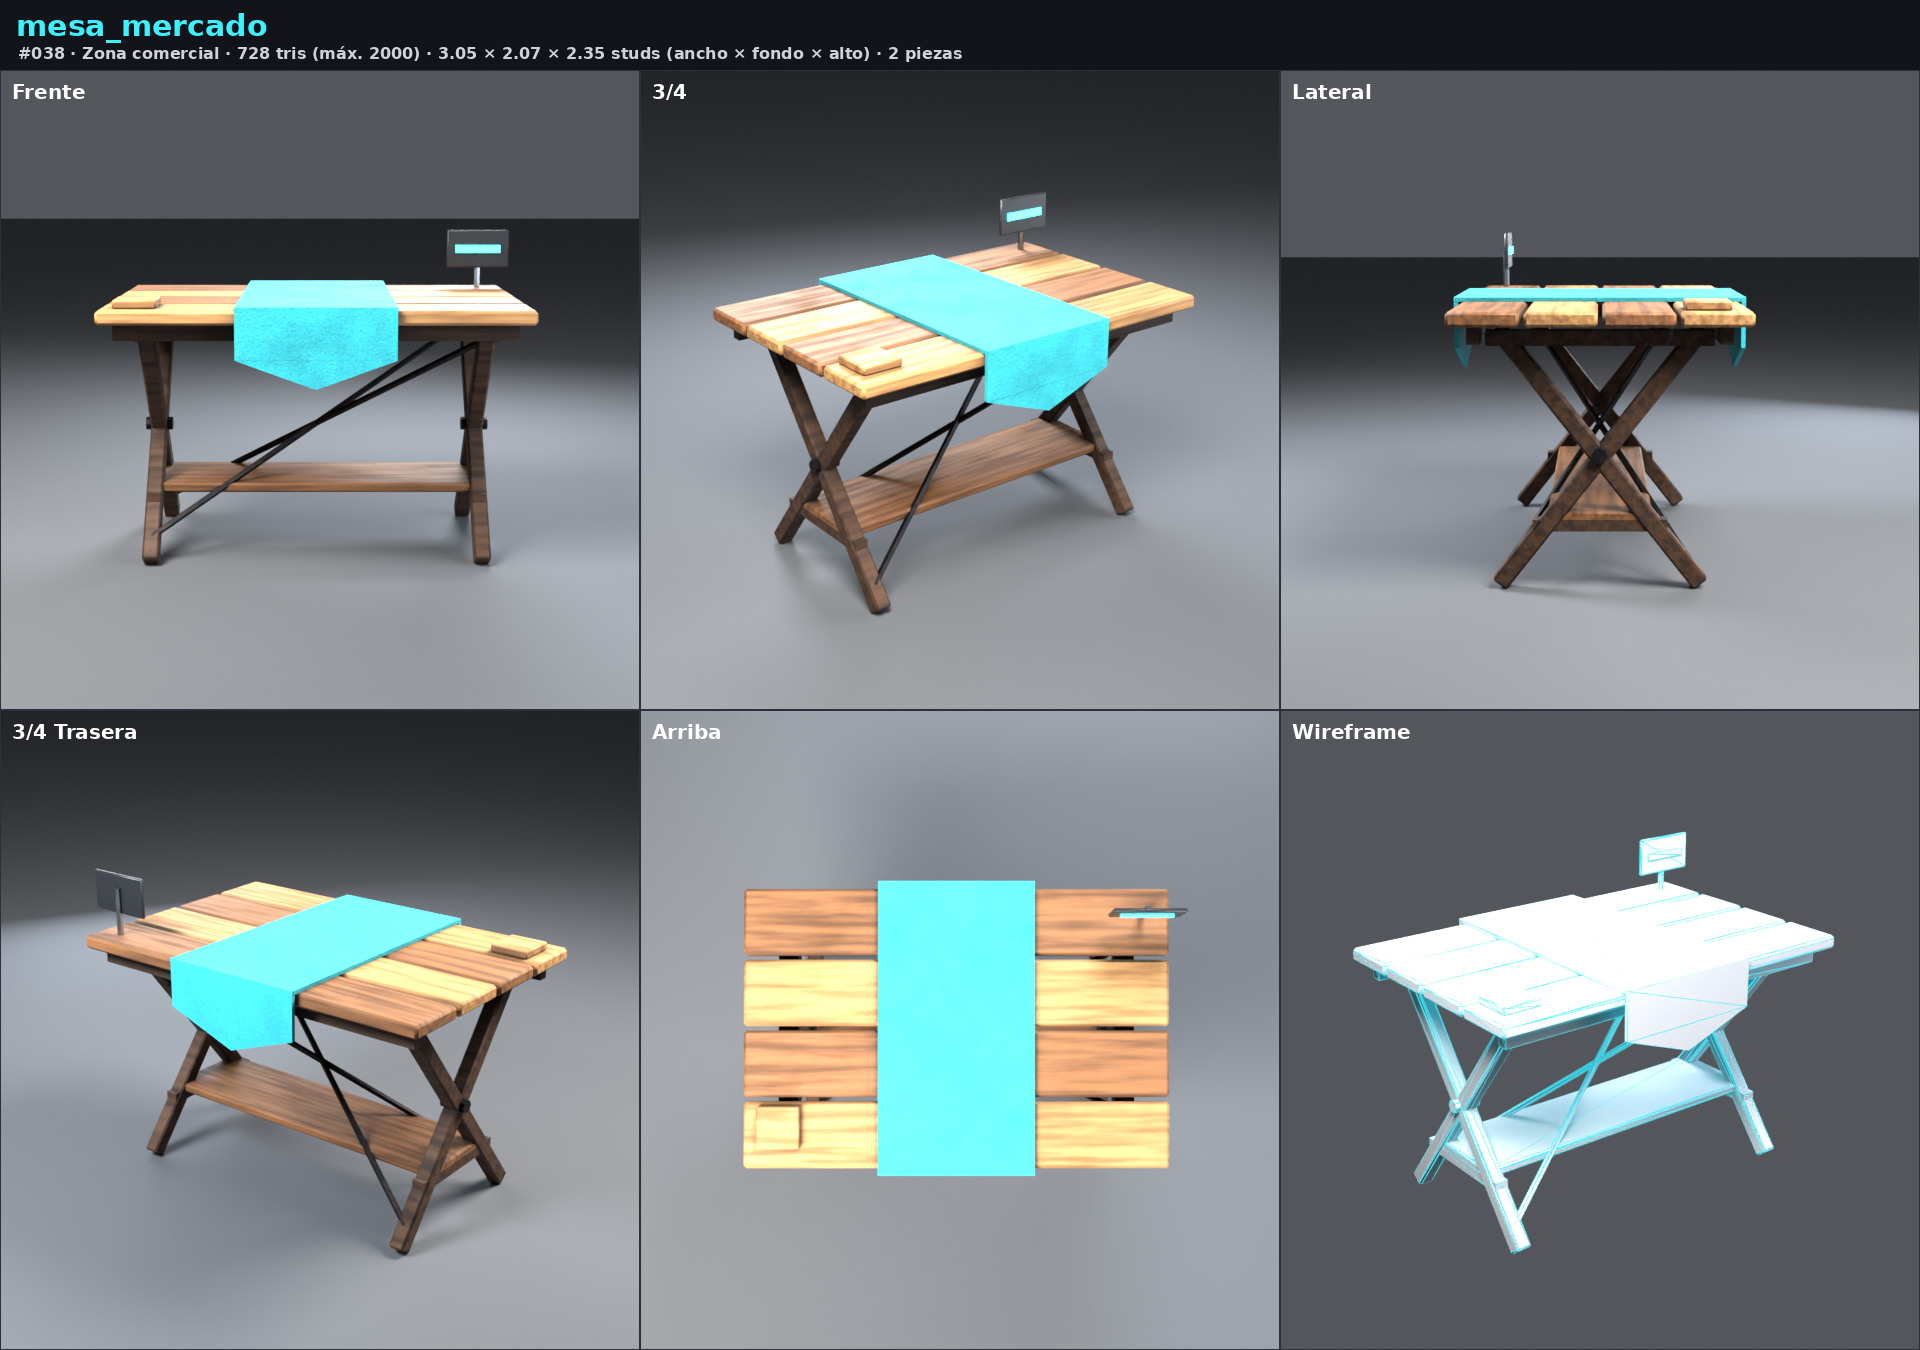 mesa_mercado
#038 · Zona comercial · 728 tris (máx. 2000) · 3.05 × 2.07 × 2.35 studs (ancho × fondo × alto) · 2 piezas
Frente
3/4
Lateral
3/4 Trasera
Arriba
Wireframe